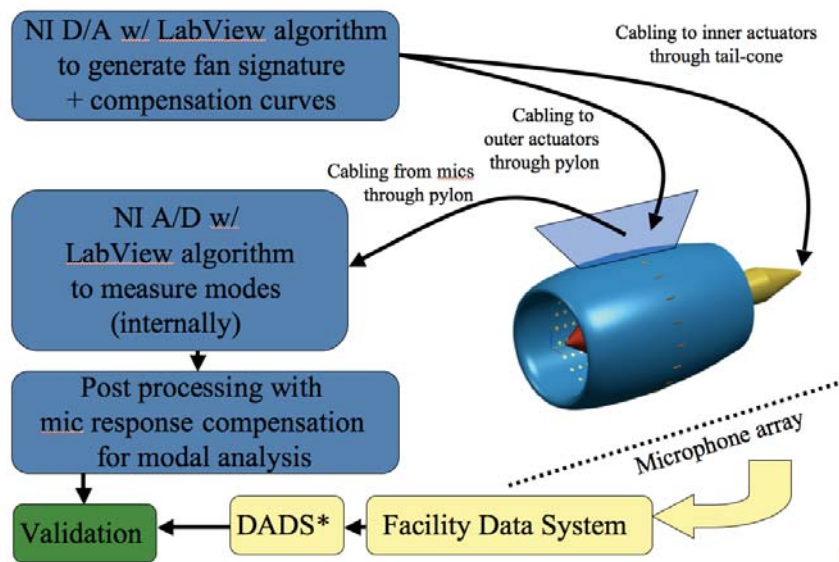 NI D/A w/ LabView algorithm
to generate fan signature
+ compensation curves
Cabling to inner actuators
through tail-cone
Cabling to
outer actuators
through pylon
Cabling from mics
through pylon
NI A/D w/
LabView algorithm
to measure modes
(internally)
Post processing with
mic response compensation
for modal analysis
Microphone array
Validation
DADS*
Facility Data System